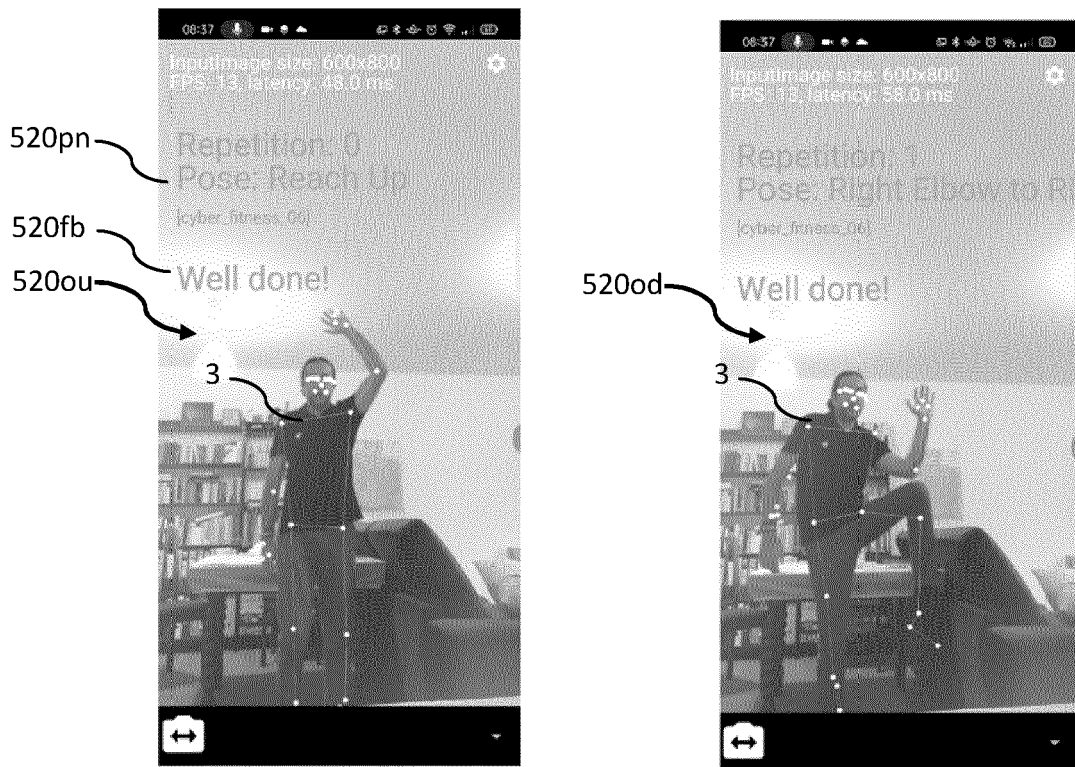 08:37
InputImage size: 600x800
FPS: 13, latency: 48.0 ms
520pn
Repetition: 0
Pose: Reach Up
[cyber_fitness_06]
520fb
Well done!
520ou
3
08:37
InputImage size: 600x800
FPS: 13, latency: 58.0 ms
Repetition: 1
Pose: Right Elbow to Ri
[cyber_fitness_06]
Well done!
520od
3